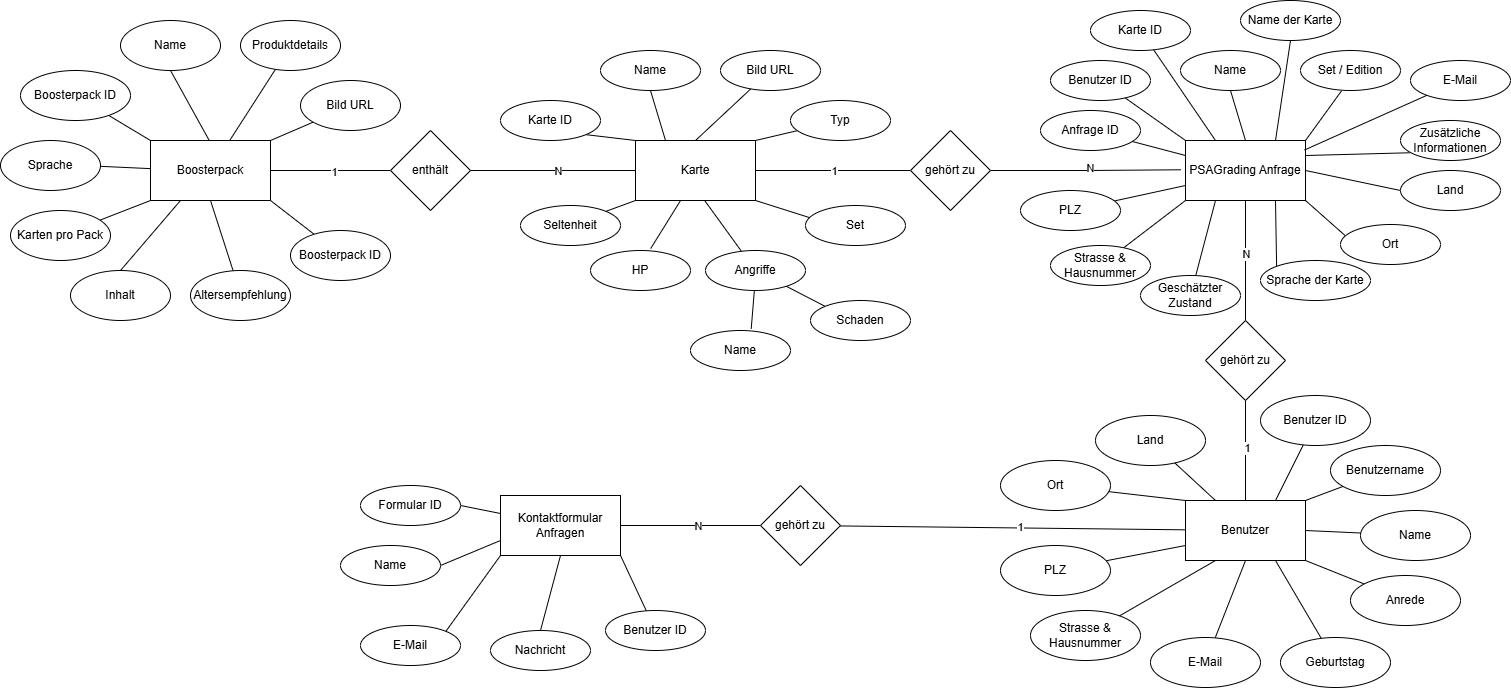 Name
Produktdetails
Boosterpack ID
Bild URL
Sprache
Boosterpack
Karten pro Pack
Boosterpack ID
Inhalt
Altersempfehlung
1
enthält
N
Name
Bild URL
Karte ID
Typ
Karte
Seltenheit
Set
HP
Angriffe
Schaden
Name
1
gehört zu
N
Karte ID
Name der Karte
Benutzer ID
Name
Set / Edition
E-Mail
Anfrage ID
Zusätzliche
Informationen
PSAGrading Anfrage
Land
PLZ
Ort
Strasse &
Hausnummer
Geschätzter
Zustand
Sprache der Karte
N
gehört zu
1
Land
Benutzer ID
Ort
Benutzername
Benutzer
Name
PLZ
Anrede
Strasse &
Hausnummer
E-Mail
Geburtstag
Formular ID
Kontaktformular
Anfragen
Name
E-Mail
Nachricht
Benutzer ID
N
gehört zu
1